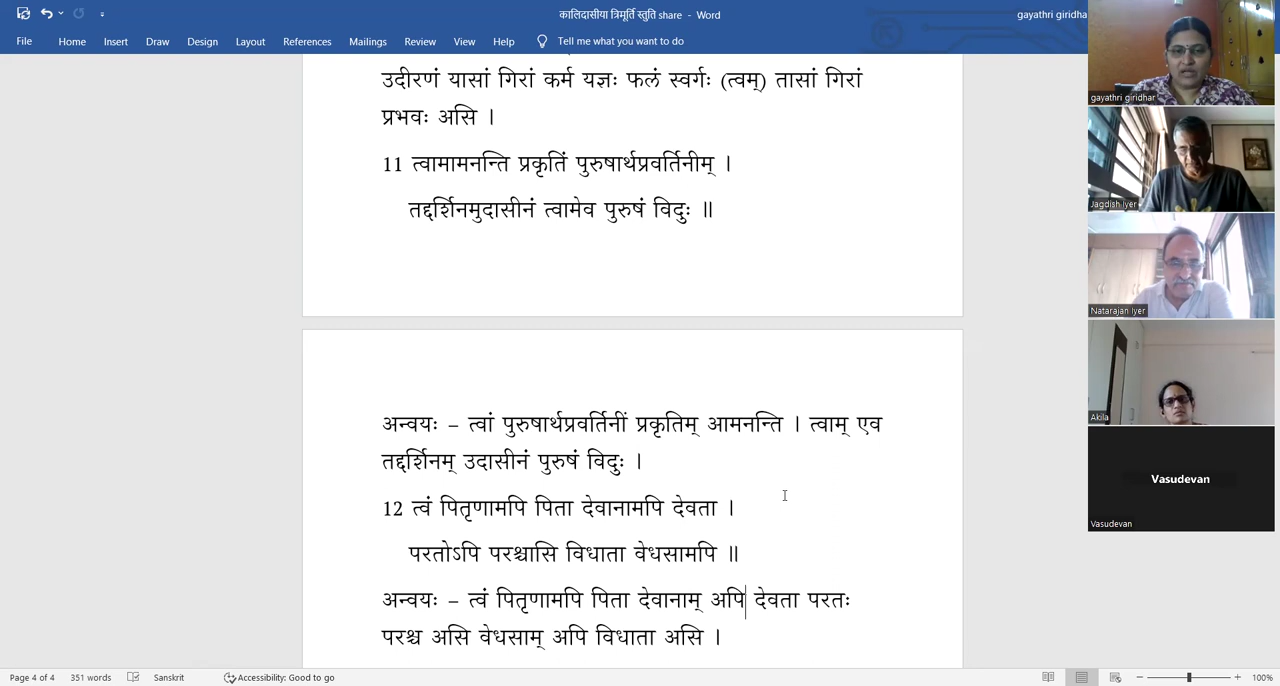 कालिदासीया त्रिमूर्ति स्तुति share - Word
gayathri giridha
File Home Insert Draw Design Layout References Mailings Review View Help Tell me what you want to do
उदीरणं यासां गिरां कर्म यज्ञः फलं स्वर्गः (त्वम्) तासां गिरां
प्रभवः असि ।
11 त्वामामनन्ति प्रकृतिं पुरुषार्थप्रवर्तिनीम् ।
तद्दर्शिनमुदासीनं त्वामेव पुरुषं विदुः ॥
अन्वयः – त्वां पुरुषार्थप्रवर्तिनीं प्रकृतिम् आमनन्ति । त्वाम् एव
तद्दर्शिनम् उदासीनं पुरुषं विदुः ।
12 त्वं पितृणामपि पिता देवानामपि देवता ।
परतोऽपि परश्चासि विधाता वेधसामपि ॥
अन्वयः – त्वं पितृणामपि पिता देवानाम् अपि देवता परतः
परश्च असि वेधसाम् अपि विधाता असि ।
gayathri giridhar
Jagdish Iyer
Natarajan Iyer
Akila
Vasudevan
Vasudevan
Page 4 of 4 351 words Sanskrit Accessibility: Good to go 100%